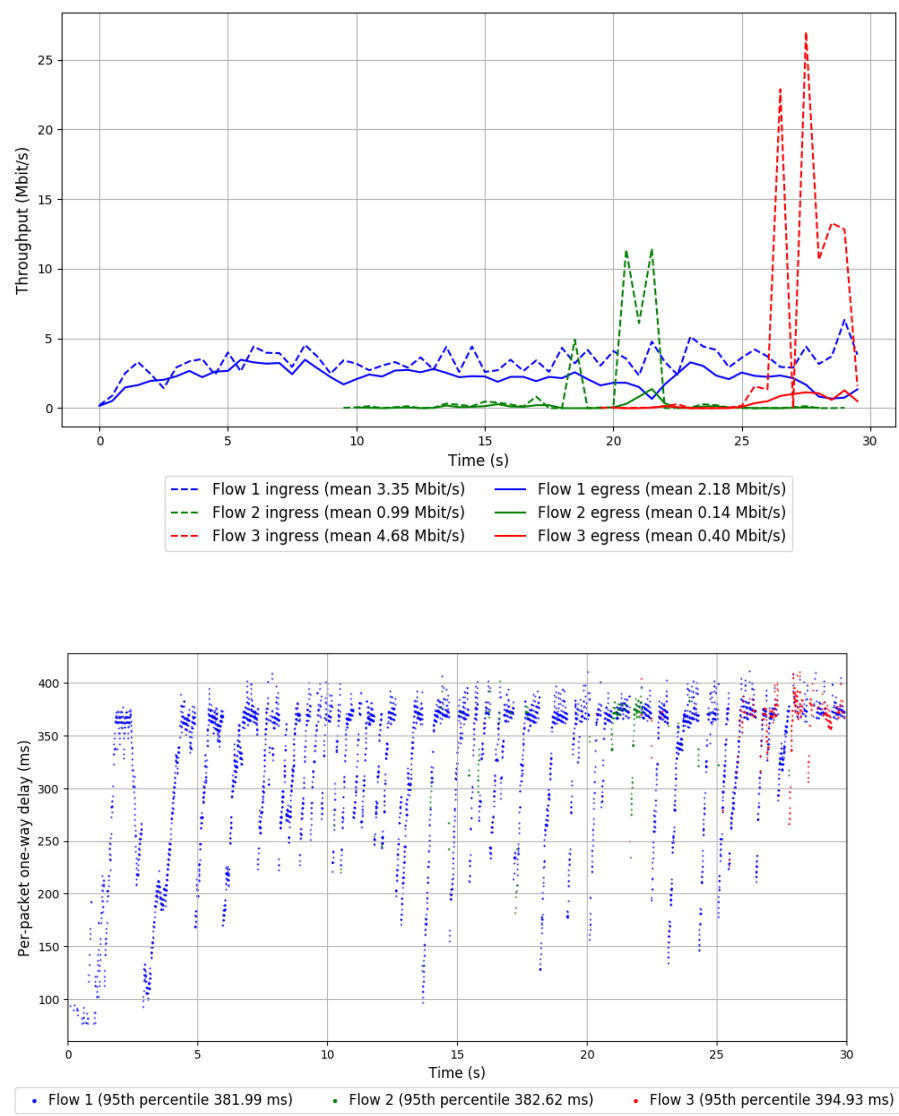 25
20
15
10
5
0
Throughput (Mbit/s)
0 5 10 15 20 25 30
Time (s)
Flow 1 ingress (mean 3.35 Mbit/s) Flow 1 egress (mean 2.18 Mbit/s)
Flow 2 ingress (mean 0.99 Mbit/s) Flow 2 egress (mean 0.14 Mbit/s)
Flow 3 ingress (mean 4.68 Mbit/s) Flow 3 egress (mean 0.40 Mbit/s)
400
350
300
250
200
150
100
Per-packet one-way delay (ms)
0 5 10 15 20 25 30
Time (s)
Flow 1 (95th percentile 381.99 ms) Flow 2 (95th percentile 382.62 ms) Flow 3 (95th percentile 394.93 ms)